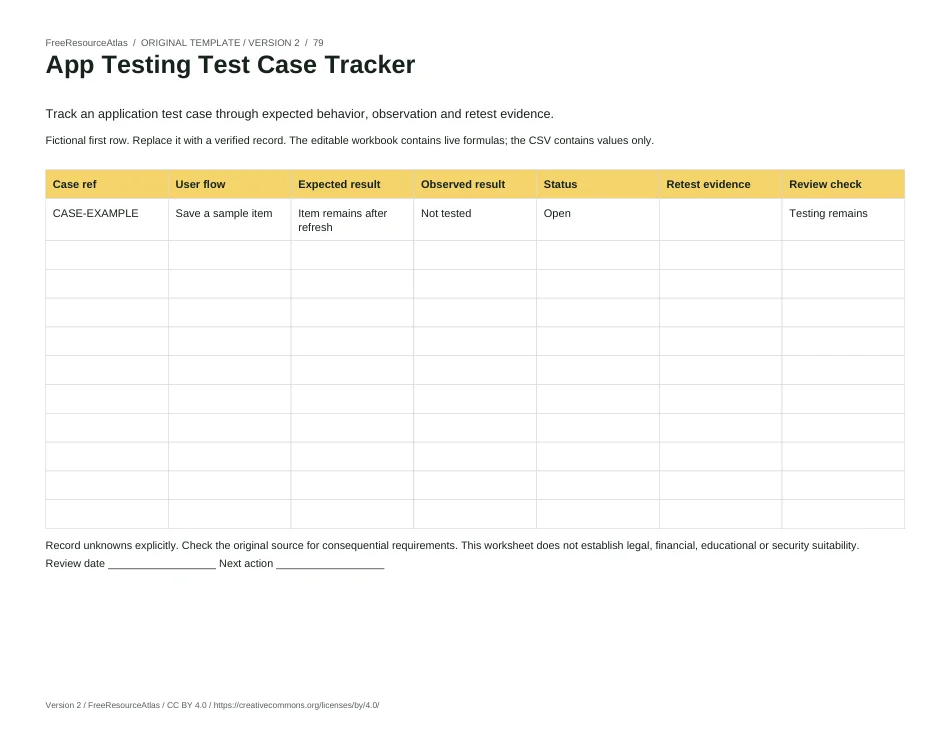 FreeResourceAtlas / ORIGINAL TEMPLATE / VERSION 2 / 79
App Testing Test Case Tracker
Track an application test case through expected behavior, observation and retest evidence.
Fictional first row. Replace it with a verified record. The editable workbook contains live formulas; the CSV contains values only.
Case ref User flow Expected result Observed result Status Retest evidence Review check
CASE-EXAMPLE Save a sample item Item remains after Not tested Open Testing remains
refresh
Record unknowns explicitly. Check the original source for consequential requirements. This worksheet does not establish legal, financial, educational or security suitability.
Review date __________________ Next action __________________
Version 2 / FreeResourceAtlas / CC BY 4.0 / https://creativecommons.org/licenses/by/4.0/